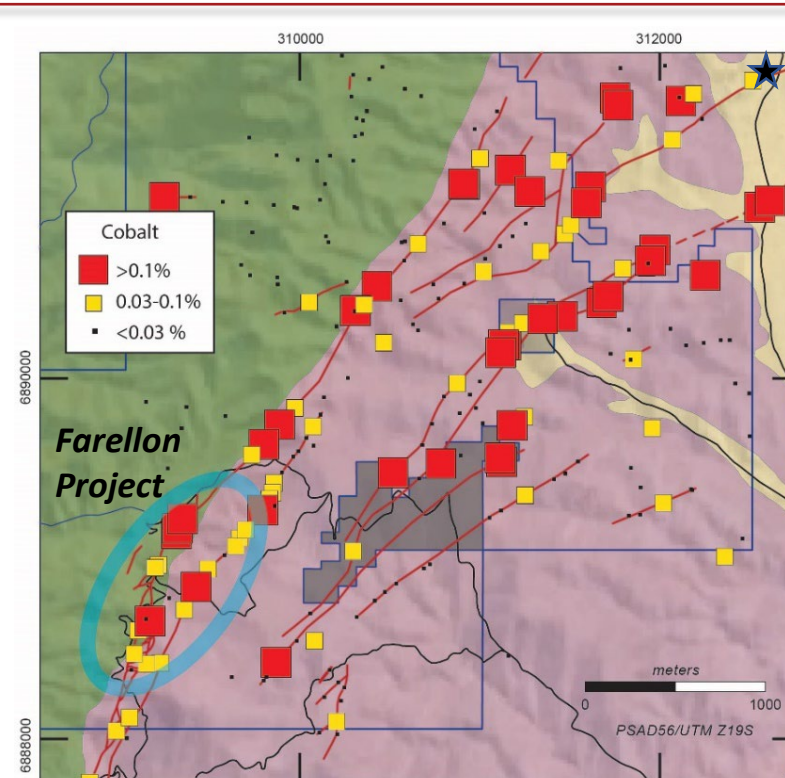 310000
312000
Cobalt
>0.1%
0.03-0.1%
<0.03 %
6890000
Farellon
Project
meters
0
1000
PSAD56/UTM Z19S
6888000